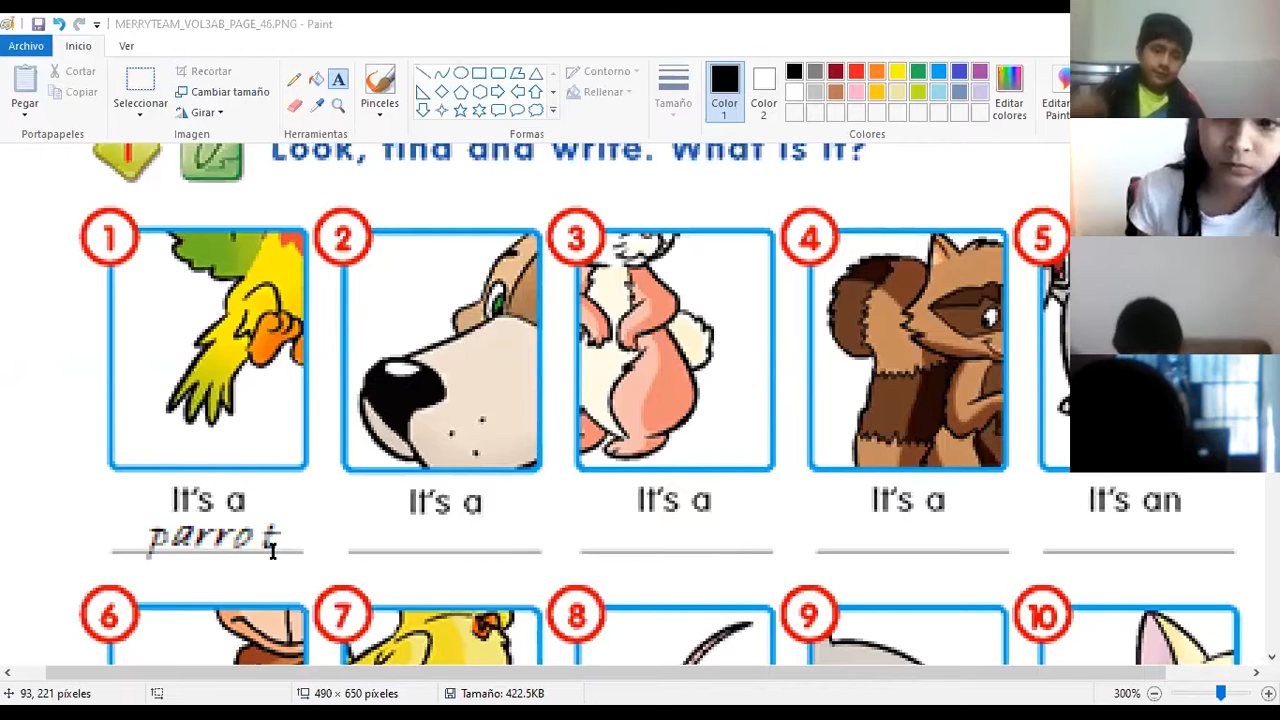 MERRYTEAM_VOL3AB_PAGE_46.PNG - Paint
Archivo Inicio Ver
Pegar
Cortar
Copiar
Portapapeles
Seleccionar
Recortar
Cambiar tamaño
Girar
Imagen
A
Herramientas
Pinceles
Contorno
Rellenar
Formas
Tamaño
Color 1
Color 2
Editar colores
Colores
Editar
Paint
Look, find and write. What is it?
1 2 3 4 5
It's a It's a It's a It's a It's an
parrot
6 7 8 9 10
93, 221 píxeles 490 × 650 píxeles Tamaño: 422.5KB 300%